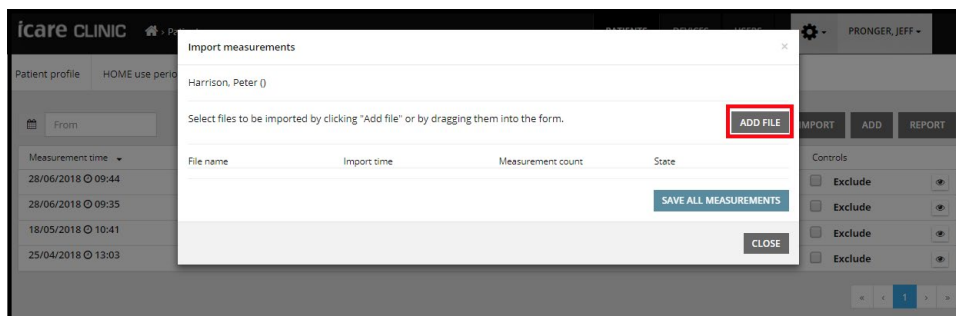 icare CLINIC
PATIENTS DEVICES USERS
PRONGER, JEFF
Import measurements ×
Patient profile HOME use
Harrison, Peter ()
From
Select files to be imported by clicking "Add file" or by dragging them into the form.
ADD FILE
IMPORT ADD REPORT
Measurement time
File name Import time Measurement count State
Controls
28/06/2018 09:44 Exclude
SAVE ALL MEASUREMENTS
28/06/2018 09:35 Exclude
18/05/2018 10:41 Exclude
CLOSE
25/04/2018 13:03 Exclude
« ‹ 1 › »